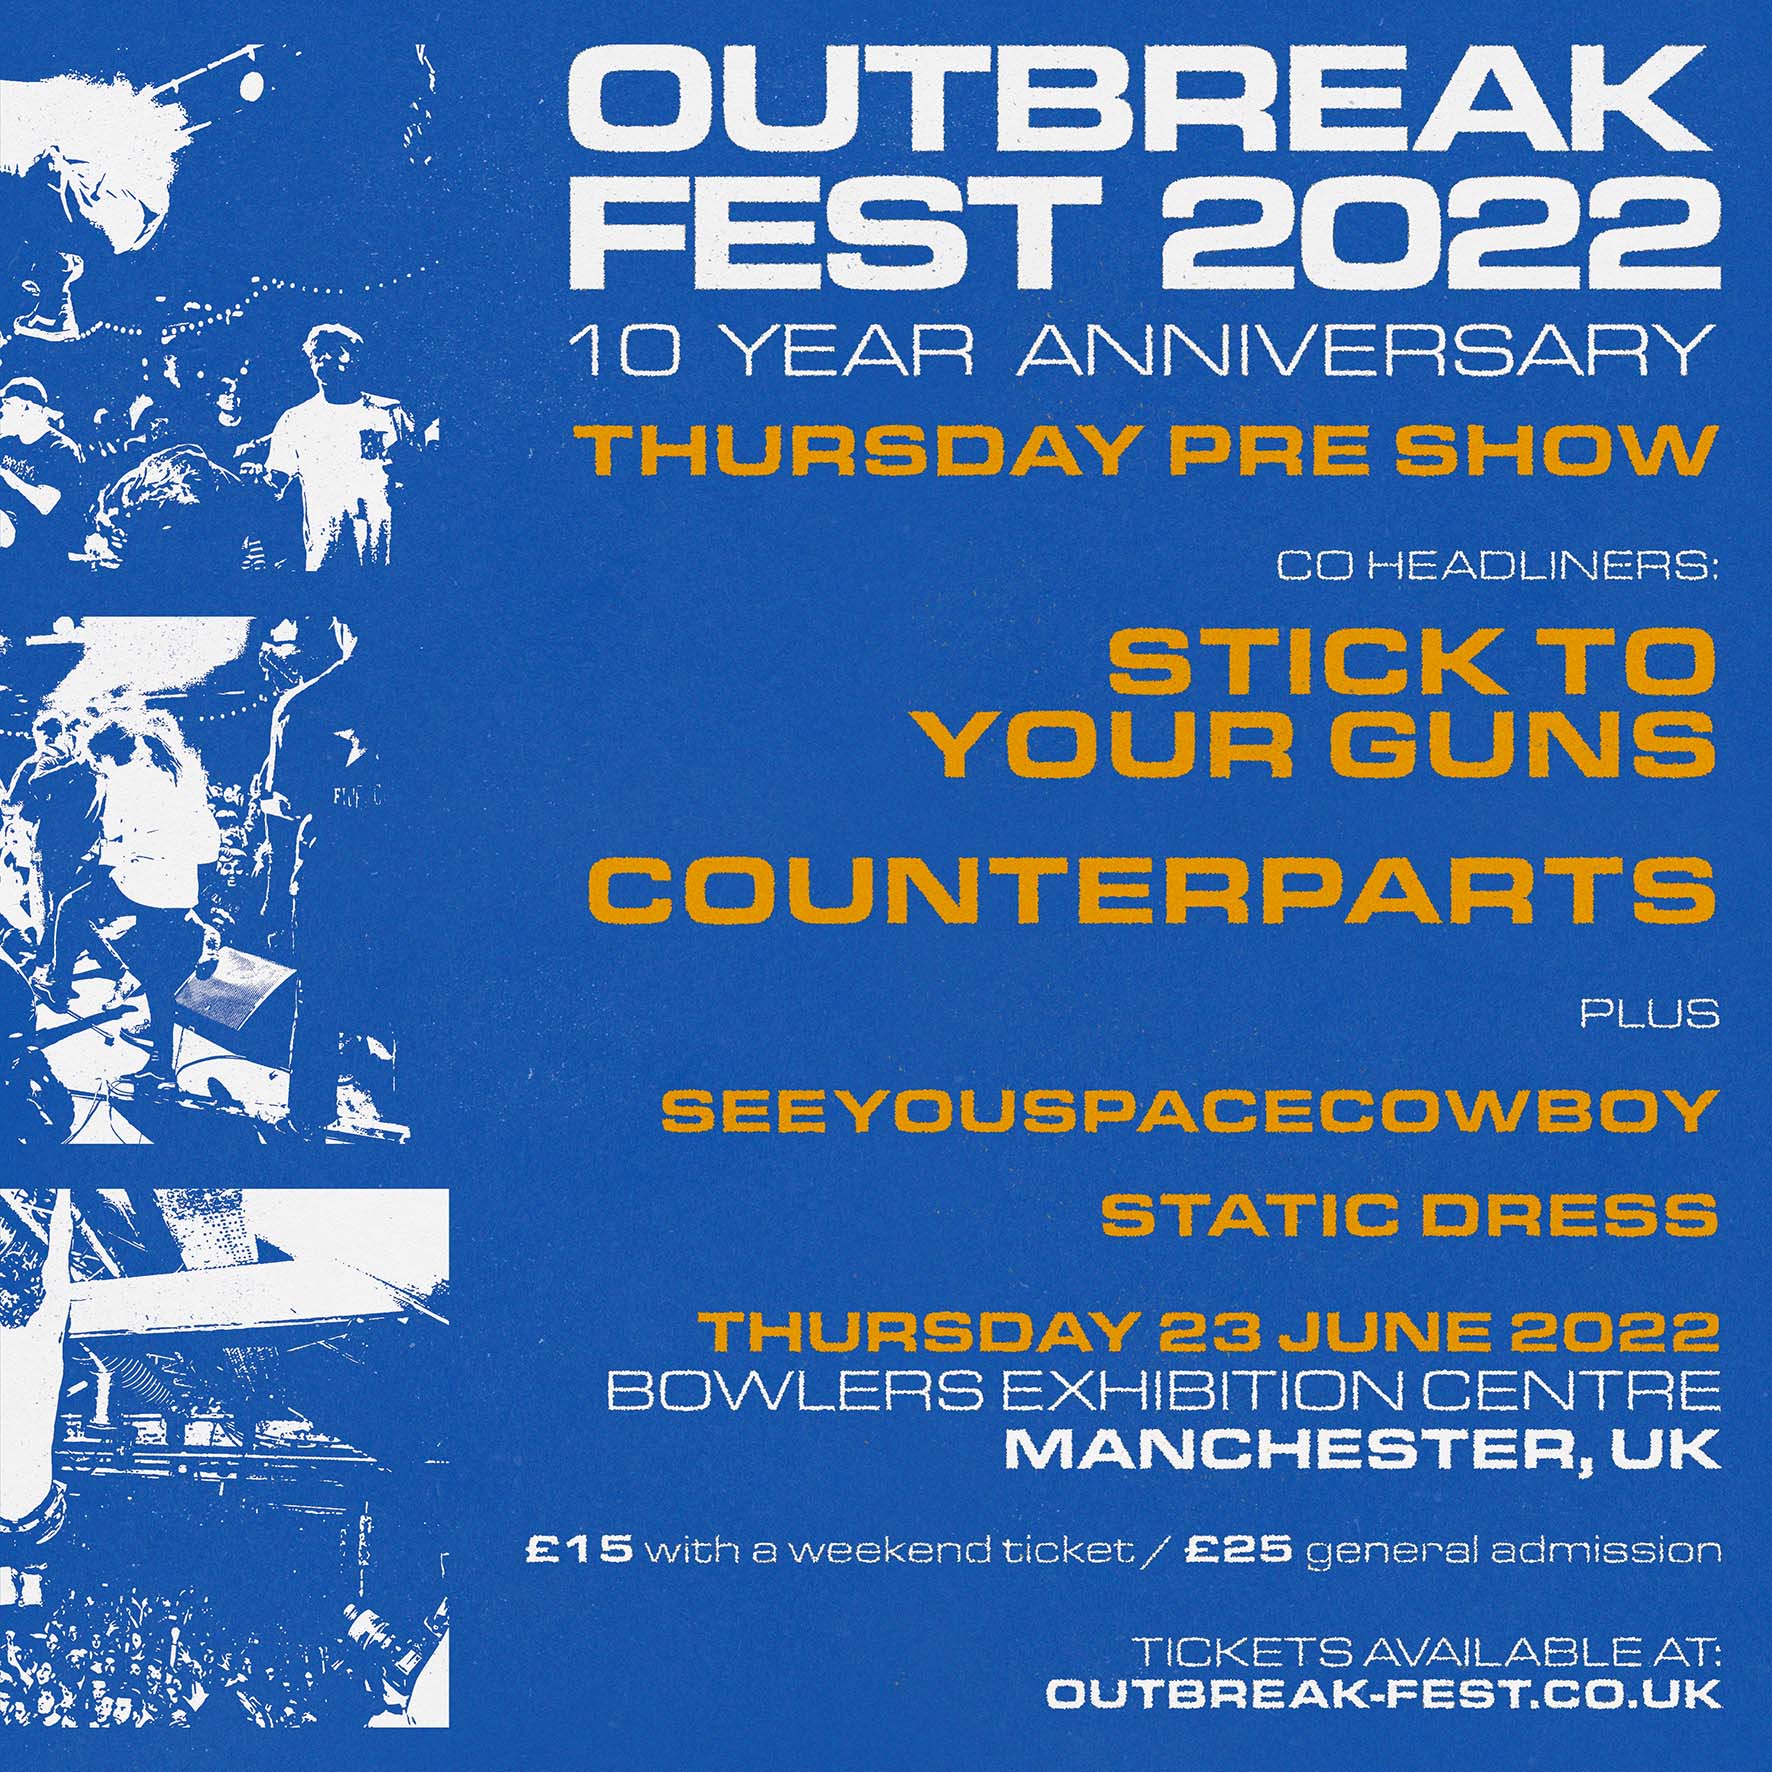 OUTBREAK
FEST 2022
10 YEAR ANNIVERSARY
THURSDAY PRE SHOW
CO HEADLINERS:
STICK TO
YOUR GUNS
COUNTERPARTS
PLUS
SEEYOUSPACECOWBOY
STATIC DRESS
THURSDAY 23 JUNE 2022
BOWLERS EXHIBITION CENTRE
MANCHESTER, UK
£15 with a weekend ticket / £25 general admission
TICKETS AVAILABLE AT:
OUTBREAK-FEST.CO.UK